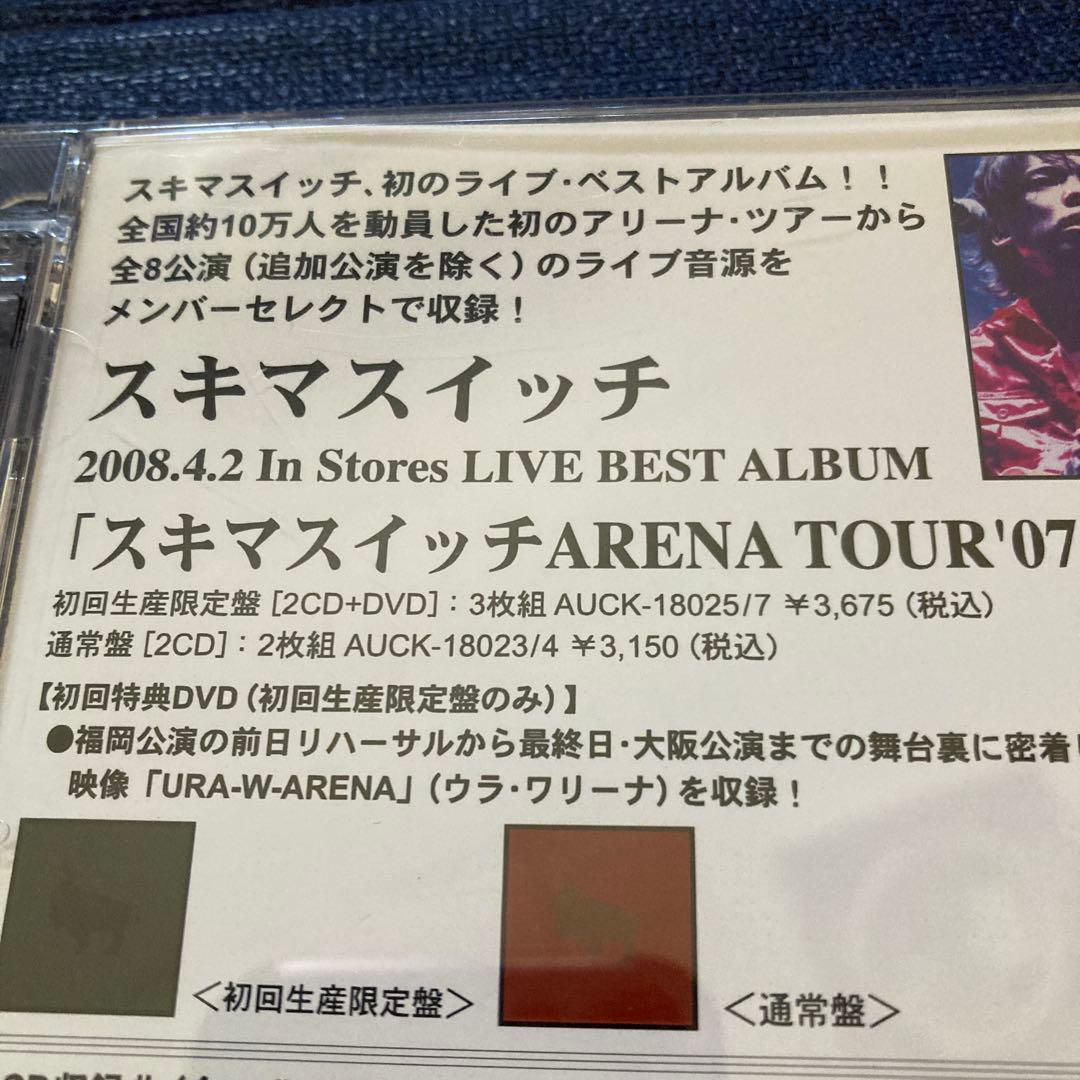 スキマスイッチ、初のライブ・ベストアルバム！！
全国約10万人を動員した初のアリーナ・ツアーから
全8公演（追加公演を除く）のライブ音源を
メンバーセレクトで収録！
スキマスイッチ
2008.4.2 In Stores LIVE BEST ALBUM
「スキマスイッチARENA TOUR'07
初回生産限定盤［2CD+DVD］：3枚組 AUCK-18025/7 ￥3,675（税込）
通常盤［2CD］：2枚組 AUCK-18023/4 ￥3,150（税込）
【初回特典DVD（初回生産限定盤のみ）】
●福岡公演の前日リハーサルから最終日・大阪公演までの舞台裏に密着
映像「URA-W-ARENA」（ウラ・ワリーナ）を収録！
＜初回生産限定盤＞
＜通常盤＞